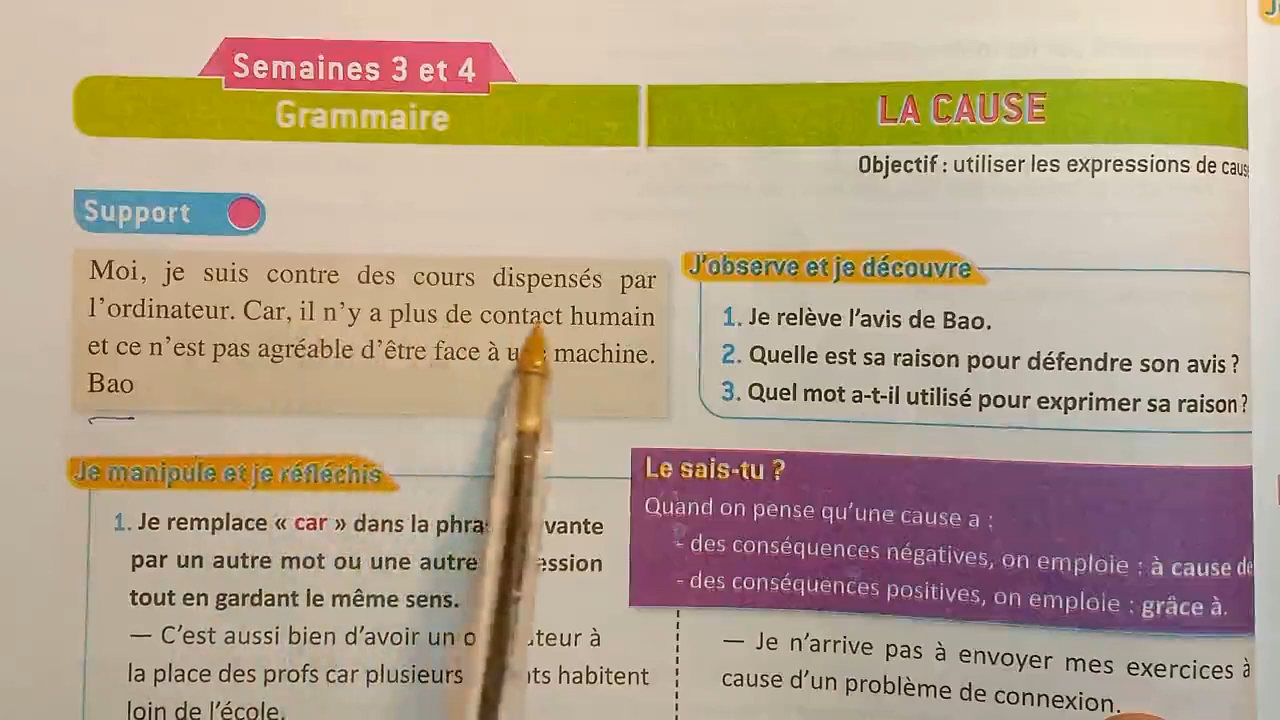 Semaines 3 et 4
Grammaire
LA CAUSE
Objectif : utiliser les expressions de
Support
Moi, je suis contre des cours dispensés par
l'ordinateur. Car, il n'y a plus de contact humain
et ce n'est pas agréable d'être face à machine.
Bao
J'observe et je découvre
1. Je relève l'avis de Bao.
2. Quelle est sa raison pour défendre son avis ?
3. Quel mot a-t-il utilisé pour exprimer sa raison ?
Je manipule et je réfléchis
1. Je remplace « car » dans la
par un autre mot ou une autre
tout en gardant le même sens.
— C'est aussi bien d'avoir un à
la place des profs car plusieurs habitent
loin de l'école.
Le sais-tu ?
Quand on pense qu'une cause a :
- des conséquences négatives, on emploie : à cause de
- des conséquences positives, on emploie : grâce à.
— Je n'arrive pas à envoyer mes exercices à
cause d'un problème de connexion.